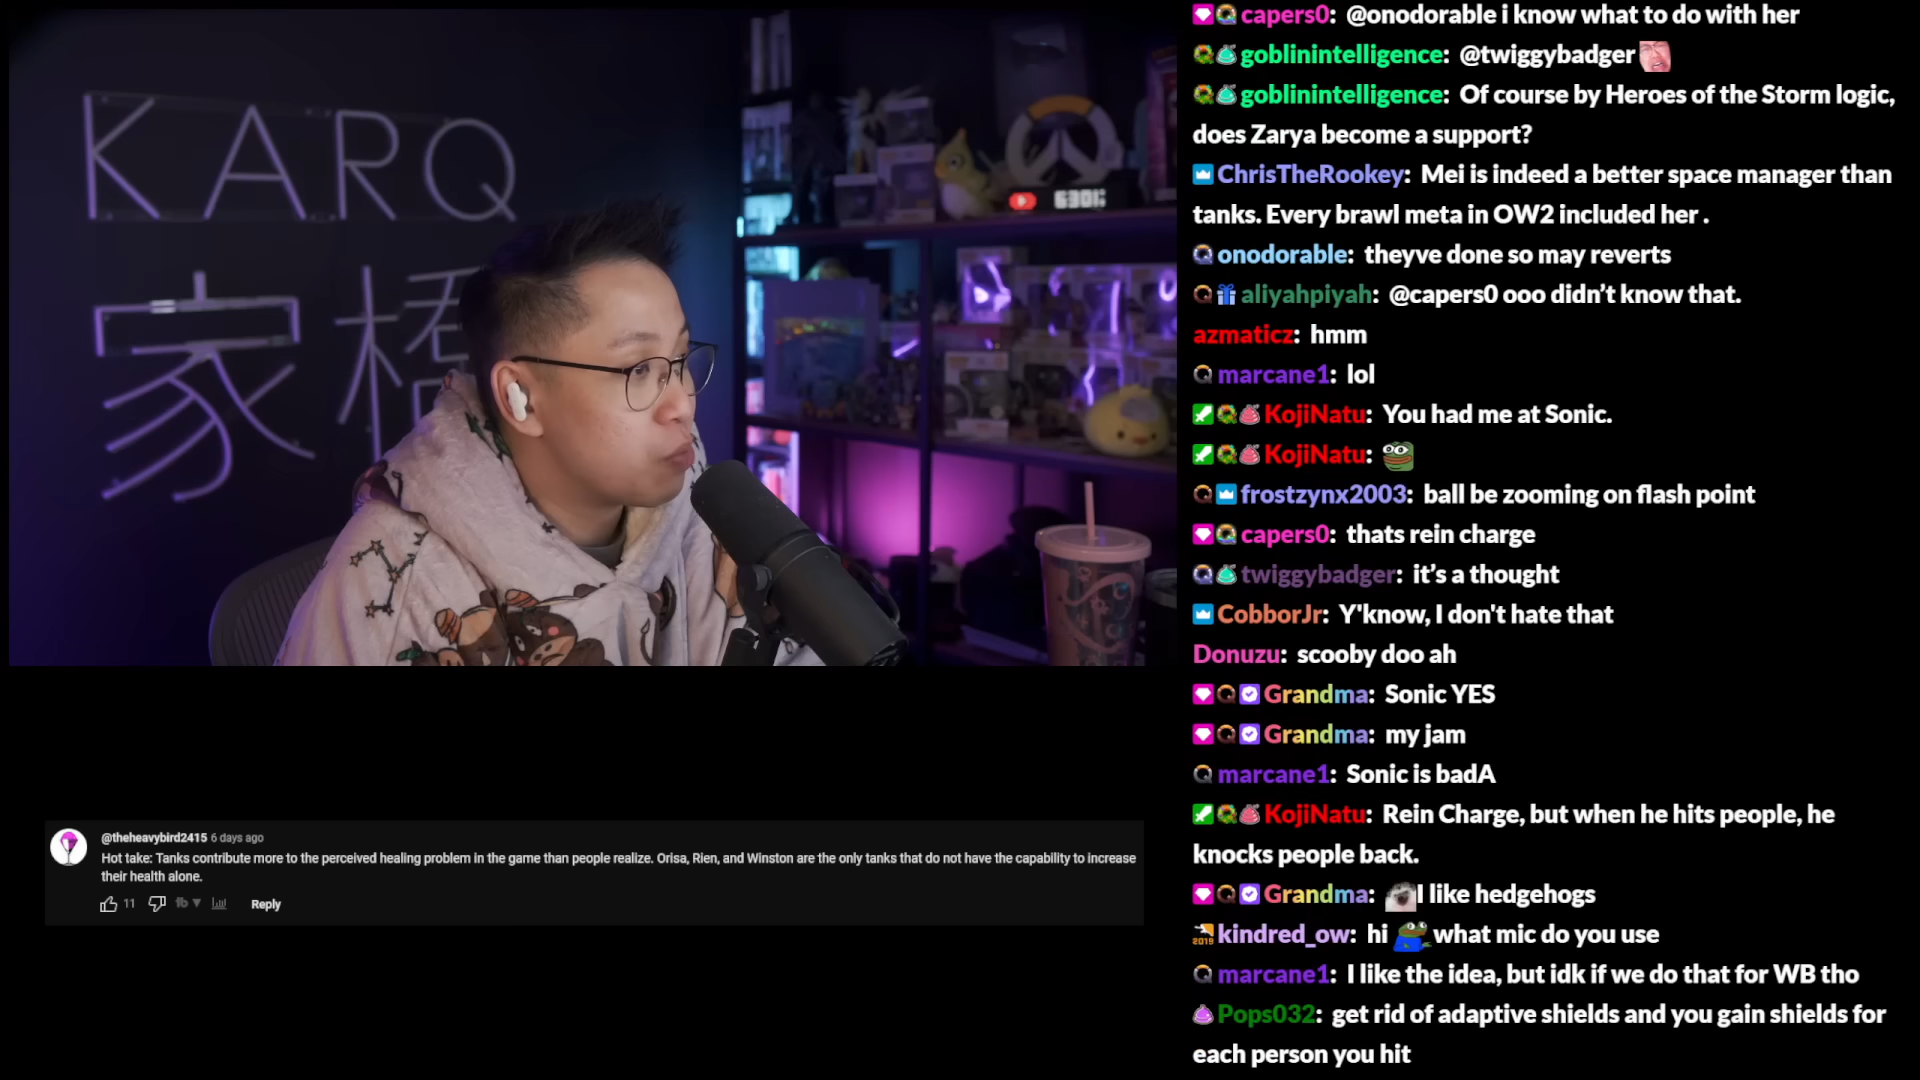 KARQ
家橋
630K
@theheavybird2415 6 days ago
Hot take: Tanks contribute more to the perceived healing problem in the game than people realize. Orisa, Rien, and Winston are the only tanks that do not have the capability to increase
their health alone.
11
Reply
capers0: @onodorable i know what to do with her
goblinintelligence: @twiggybadger
goblinintelligence: Of course by Heroes of the Storm logic,
does Zarya become a support?
ChrisTheRookey: Mei is indeed a better space manager than
tanks. Every brawl meta in OW2 included her .
onodorable: theyve done so may reverts
aliyahpiyah: @capers0 ooo didn’t know that.
azmaticz: hmm
marcane1: lol
KojiNatu: You had me at Sonic.
KojiNatu:
frostzynx2003: ball be zooming on flash point
capers0: thats rein charge
twiggybadger: it’s a thought
CobborJr: Y'know, I don't hate that
Donuzu: scooby doo ah
Grandma: Sonic YES
Grandma: my jam
marcane1: Sonic is badA
KojiNatu: Rein Charge, but when he hits people, he
knocks people back.
Grandma: I like hedgehogs
2019 kindred_ow: hi what mic do you use
marcane1: I like the idea, but idk if we do that for WB tho
Pops032: get rid of adaptive shields and you gain shields for
each person you hit